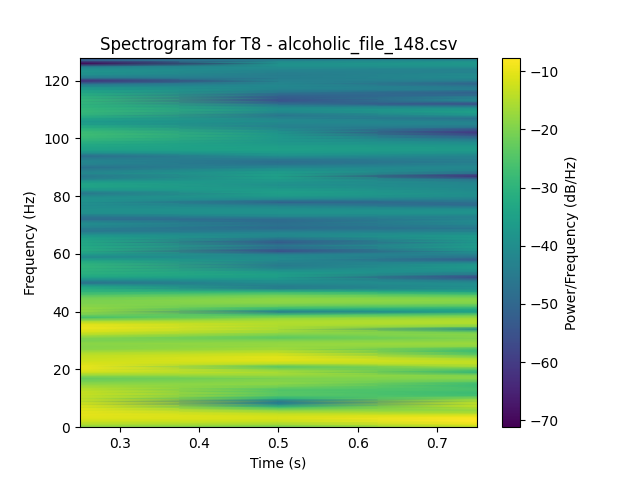 Spectrogram for T8 - alcoholic_file_148.csv
120
100
80
60
40
20
0
Frequency (Hz)
0.3 0.4 0.5 0.6 0.7
Time (s)
−10
−20
−30
−40
−50
−60
−70
Power/Frequency (dB/Hz)